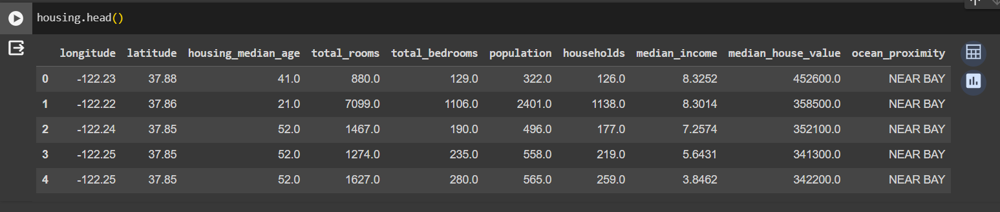 housing.head()
longitude latitude housing_median_age total_rooms total_bedrooms population households median_income median_house_value ocean_proximity
0 -122.23 37.88 41.0 880.0 129.0 322.0 126.0 8.3252 452600.0 NEAR BAY
1 -122.22 37.86 21.0 7099.0 1106.0 2401.0 1138.0 8.3014 358500.0 NEAR BAY
2 -122.24 37.85 52.0 1467.0 190.0 496.0 177.0 7.2574 352100.0 NEAR BAY
3 -122.25 37.85 52.0 1274.0 235.0 558.0 219.0 5.6431 341300.0 NEAR BAY
4 -122.25 37.85 52.0 1627.0 280.0 565.0 259.0 3.8462 342200.0 NEAR BAY